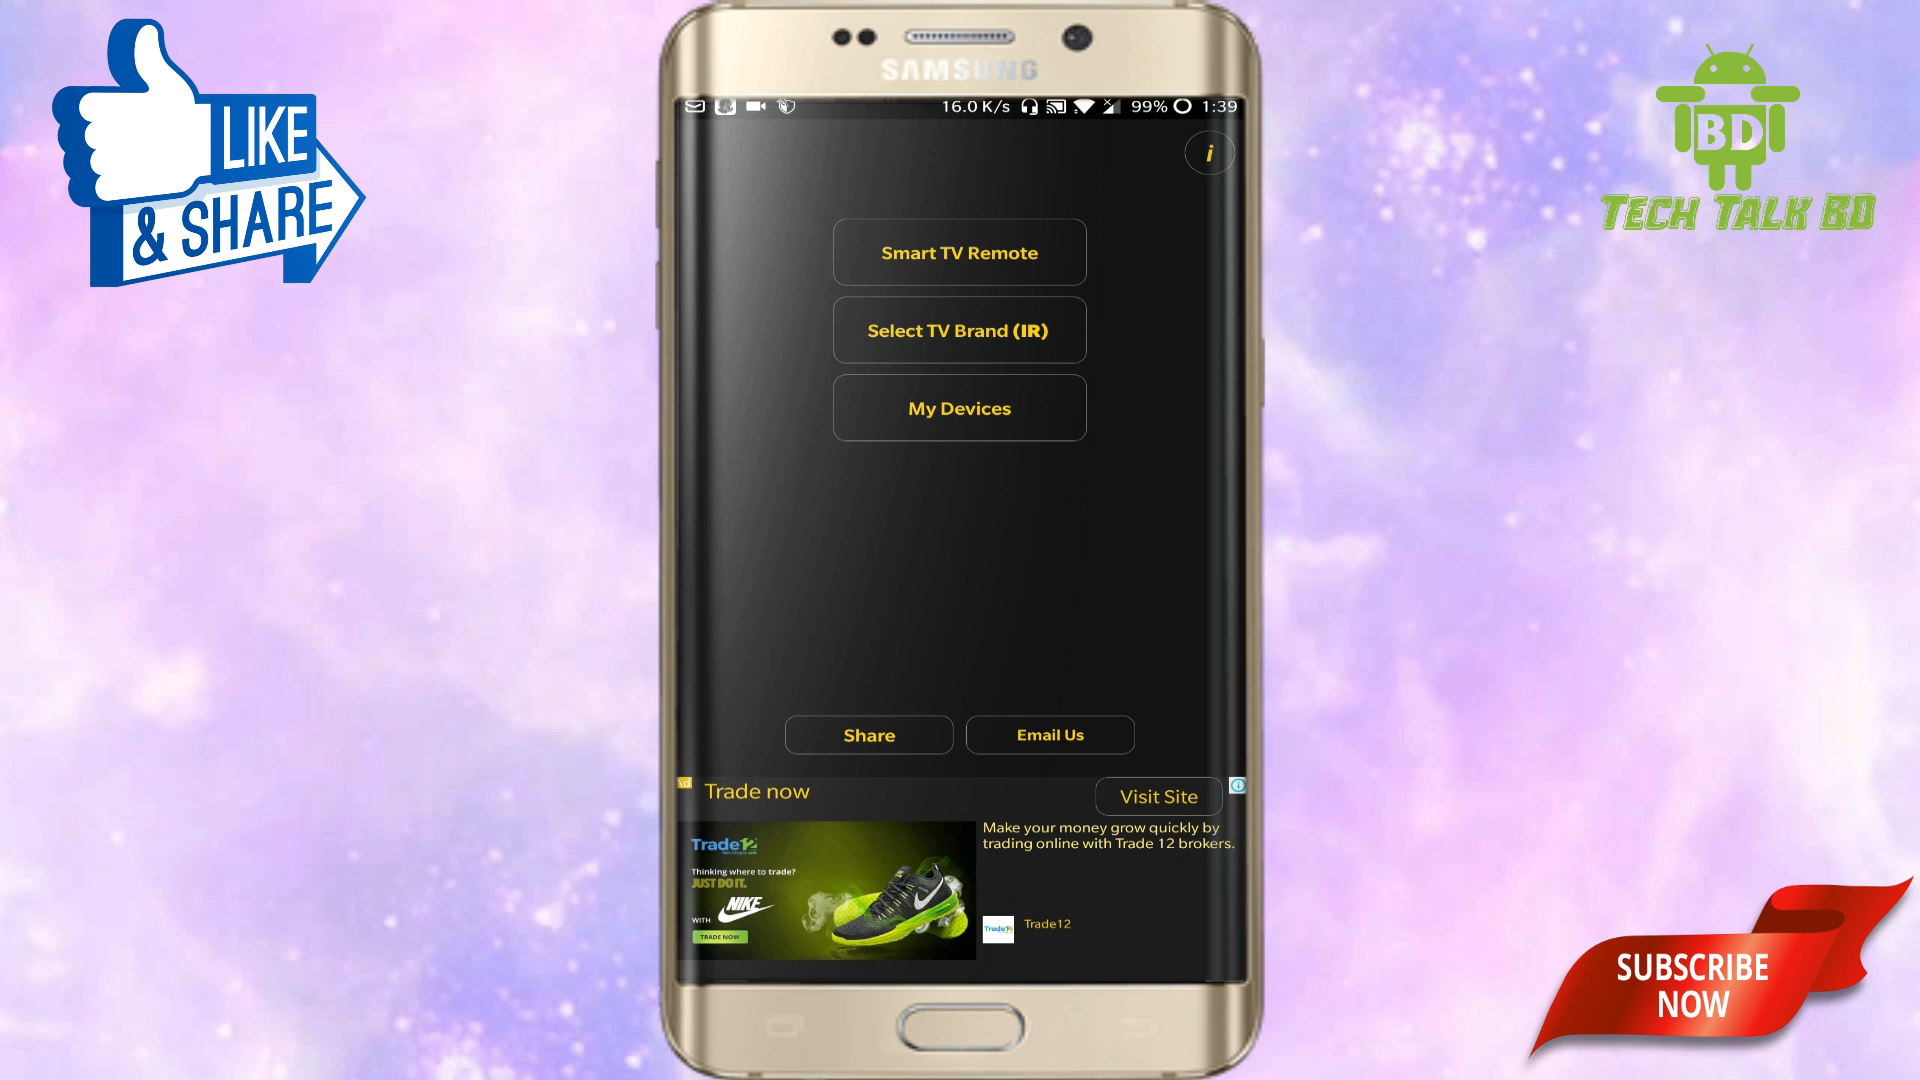 LIKE
& SHARE
SAMSUNG
16.0 K/s 99% 1:39
i
BD
TECH TALK BD
Smart TV Remote
Select TV Brand (IR)
My Devices
Share
Email Us
Ad
Trade now
Visit Site
Trade12
Thinking where to trade?
JUST DO IT.
WITH NIKE
TRADE NOW
Make your money grow quickly by
trading online with Trade 12 brokers.
Trade12
Trade12
SUBSCRIBE
NOW